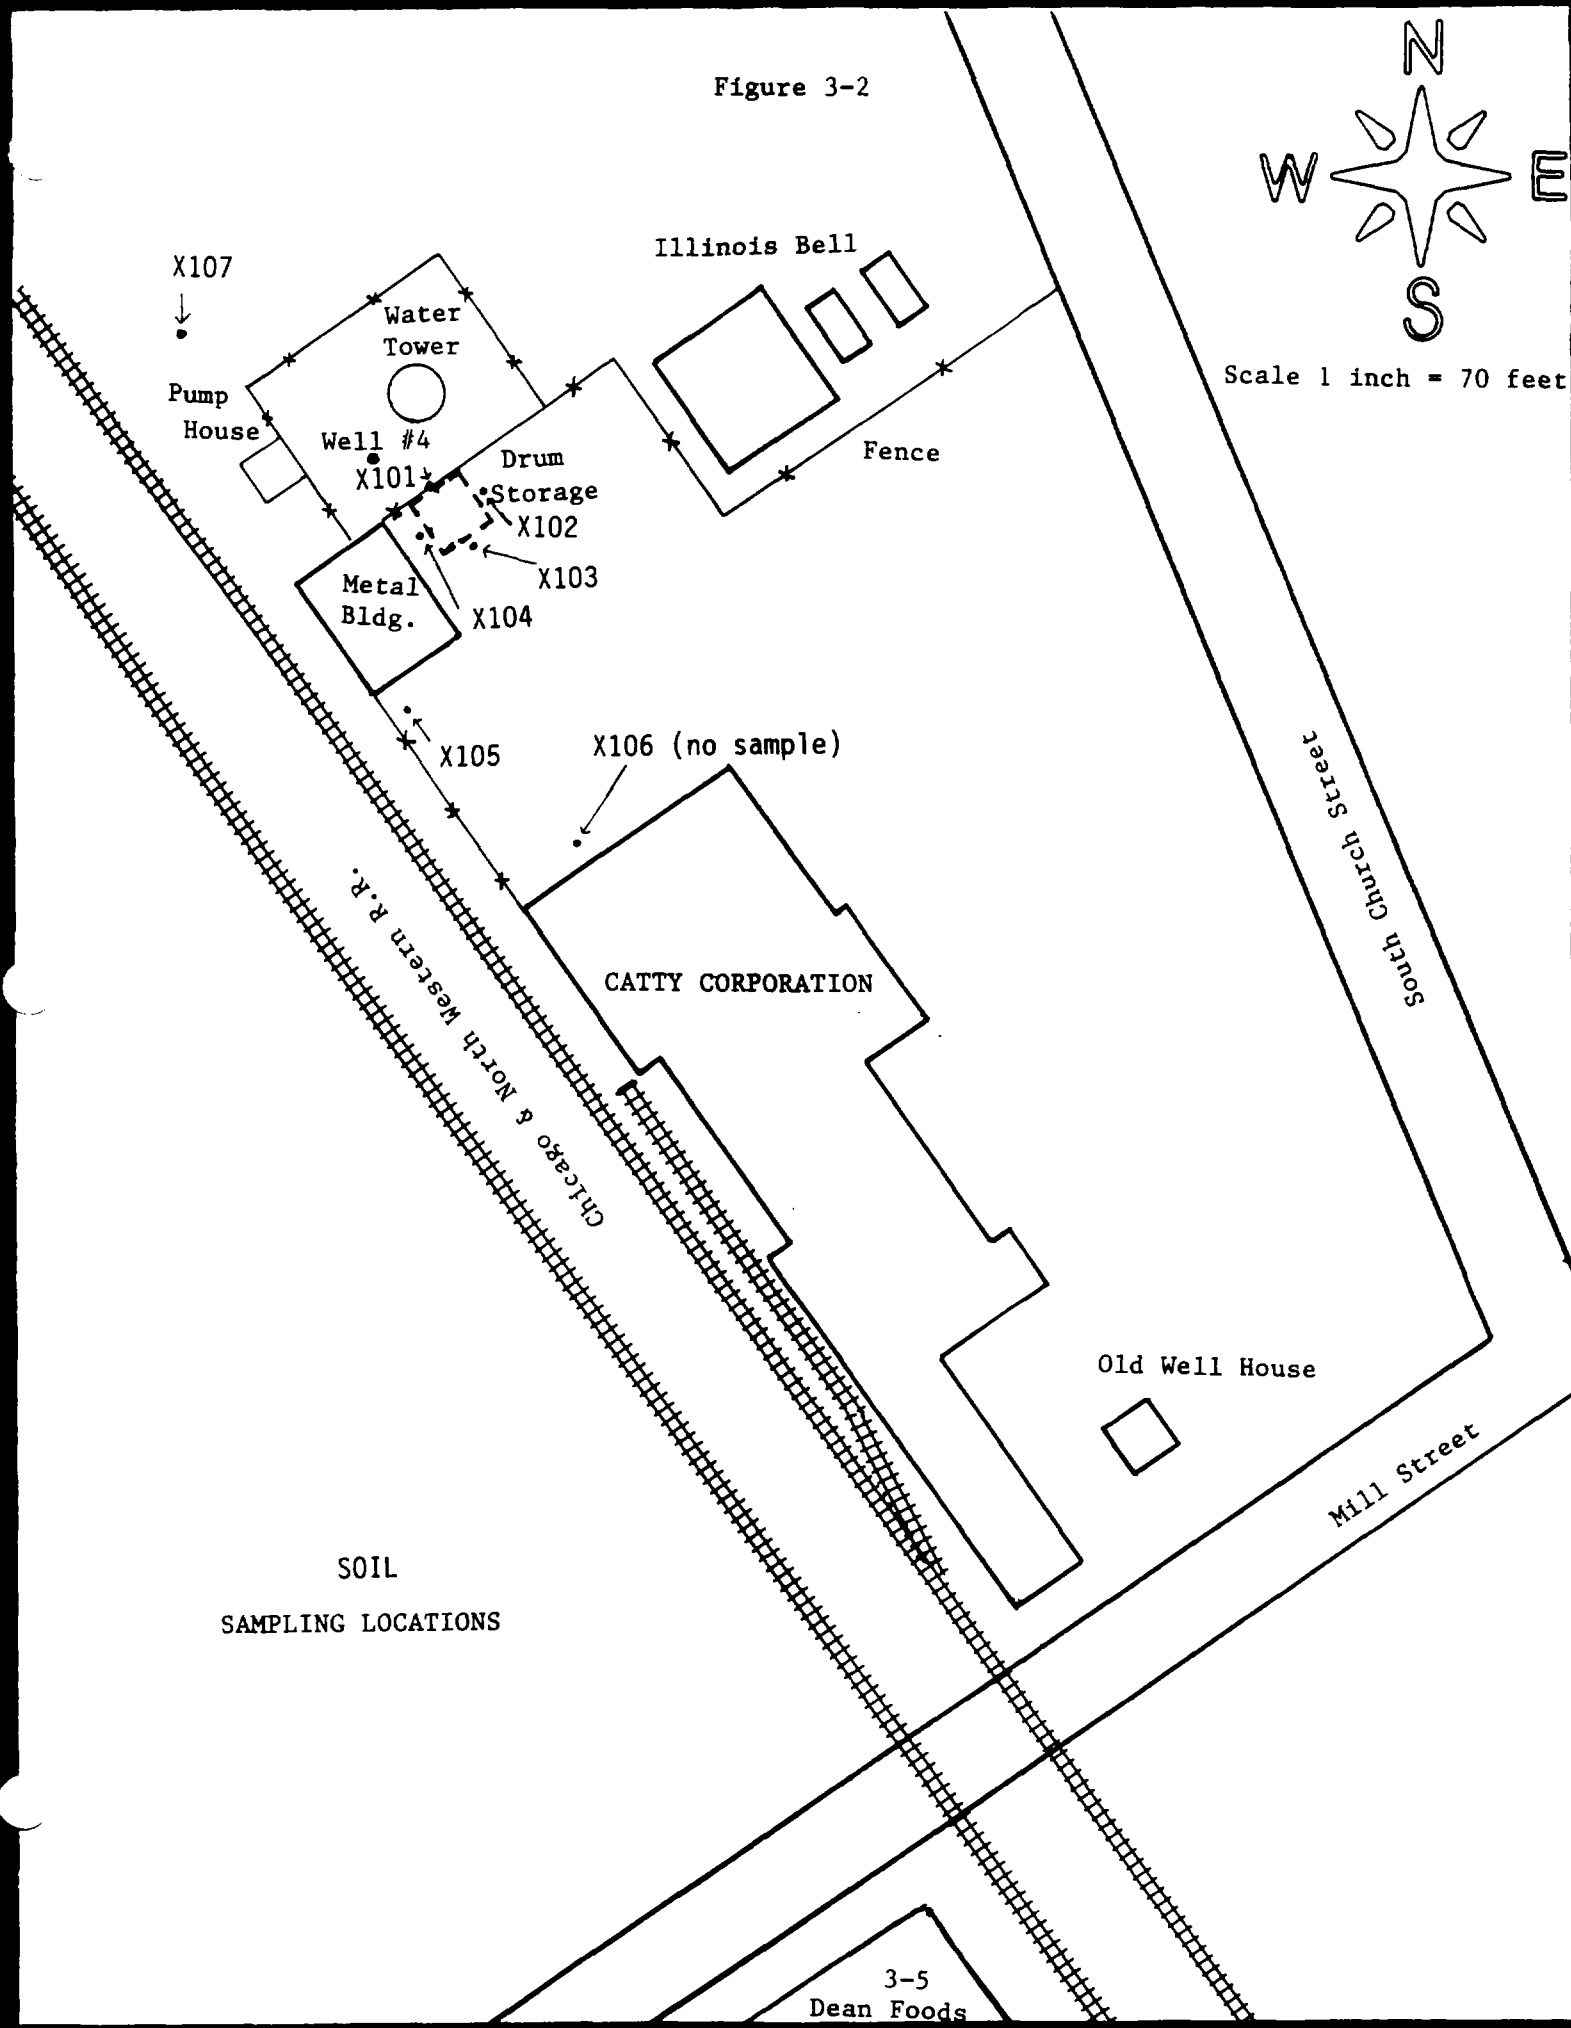 Figure 3-2
N
W
E
S
Scale 1 inch = 70 feet
Illinois Bell
X107
Water
Tower
Pump
House
Well #4
X101
Drum
Storage
X102
X103
X104
Fence
Metal
Bldg.
X105
X106 (no sample)
South Church Street
Chicago & North Western R.R.
CATTY CORPORATION
Old Well House
Mill Street
SOIL
SAMPLING LOCATIONS
3-5
Dean Foods